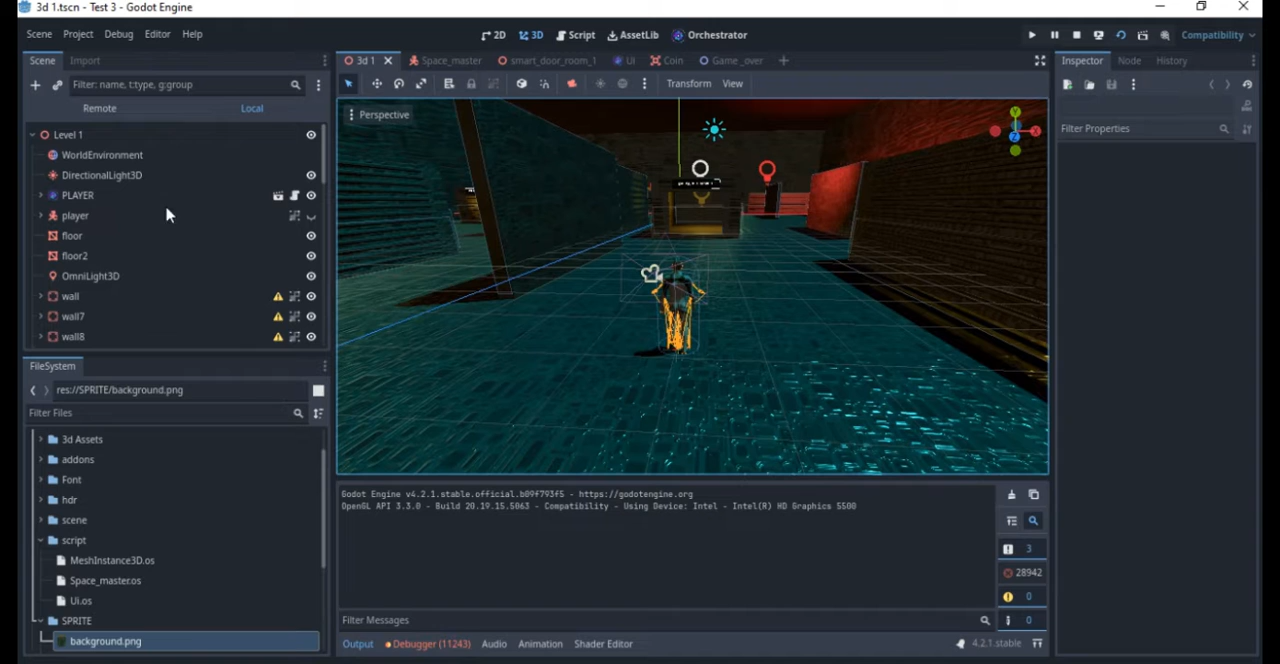 3d 1.tscn - Test 3 - Godot Engine
Scene Project Debug Editor Help
2D 3D Script AssetLib Orchestrator
Compatibility
Scene Import
3d 1 Space_master smart_door_room_1 Ui Coin Game_over
Inspector Node History
Filter: name, t:type, g:group
Transform View
Remote Local
Perspective
Filter Properties
Level 1
WorldEnvironment
DirectionalLight3D
PLAYER
player
floor
floor2
OmniLight3D
wall
wall7
wall8
FileSystem
res://SPRITE/background.png
Filter Files
3d Assets
addons
Font
hdr
scene
script
MeshInstance3D.os
Space_master.os
Ui.os
SPRITE
background.png
Godot Engine v4.2.1.stable.official.b09f793f5 - https://godotengine.org
OpenGL API 3.3.0 - Build 20.19.15.5063 - Compatibility - Using Device: Intel - Intel(R) HD Graphics 5500
3
28942
0
0
Filter Messages
Output Debugger (11243) Audio Animation Shader Editor
4.2.1.stable